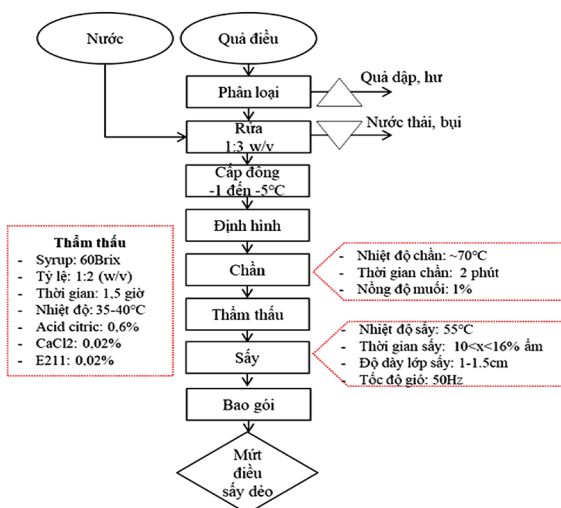 Nước
Quả điều
Phân loại
Quả dập, hư
Rửa
1:3 w/v
Nước thải, bụi
Cấp đông
-1 đến -5°C
Định hình
Thẩm thấu
- Syrup: 60Brix
- Tỷ lệ: 1:2 (w/v)
- Thời gian: 1,5 giờ
- Nhiệt độ: 35-40°C
- Acid citric: 0,6%
- CaCl2: 0,02%
- E211: 0,02%
Chần
- Nhiệt độ chần: ~70°C
- Thời gian chần: 2 phút
- Nồng độ muối: 1%
Thẩm thấu
Sấy
- Nhiệt độ sấy: 55°C
- Thời gian sấy: 10<x<16% ẩm
- Độ dày lớp sấy: 1-1.5cm
- Tốc độ gió: 50Hz
Bao gói
Mứt
điều
sấy dẻo